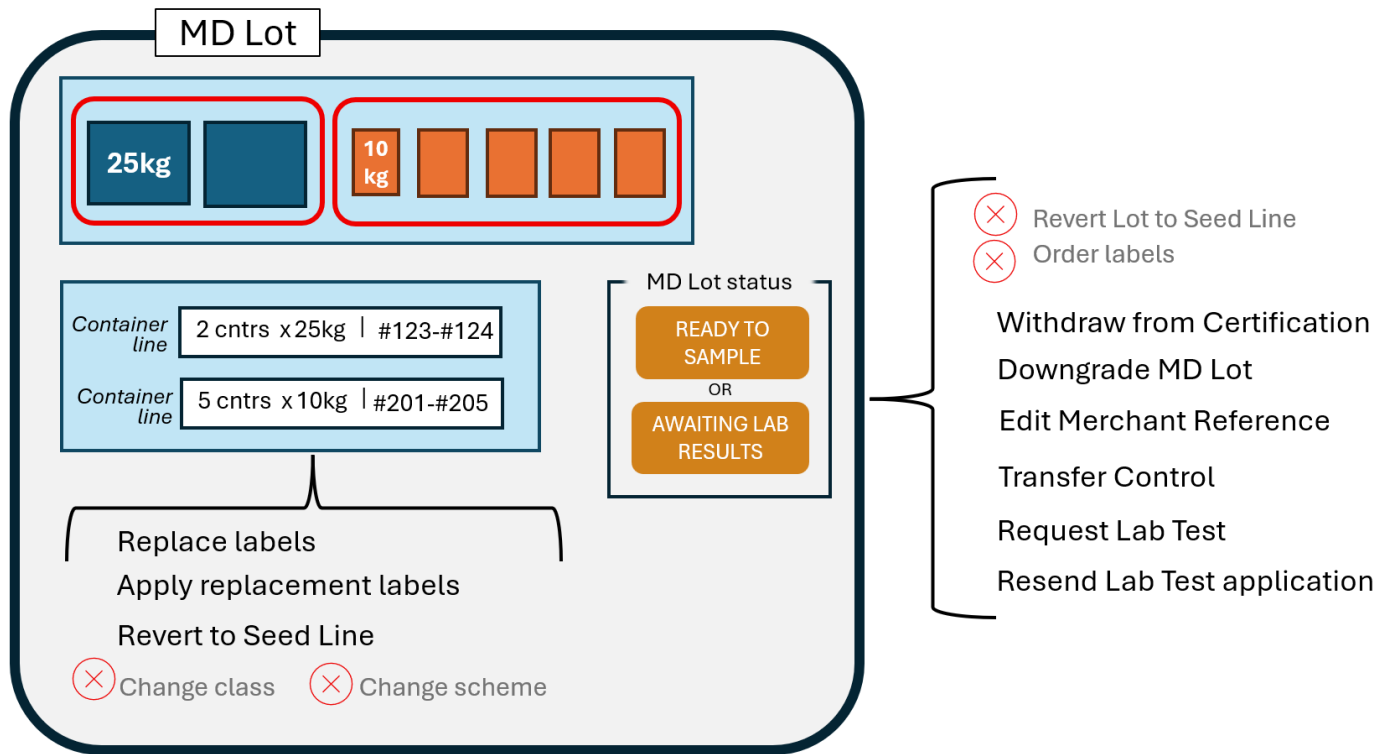 MD Lot
25kg
10
kg
Container
line
2 cntrs x 25kg | #123-#124
Container
line
5 cntrs x 10kg | #201-#205
MD Lot status
READY TO
SAMPLE
OR
AWAITING LAB
RESULTS
Replace labels
Apply replacement labels
Revert to Seed Line
Change class
Change scheme
Revert Lot to Seed Line
Order labels
Withdraw from Certification
Downgrade MD Lot
Edit Merchant Reference
Transfer Control
Request Lab Test
Resend Lab Test application